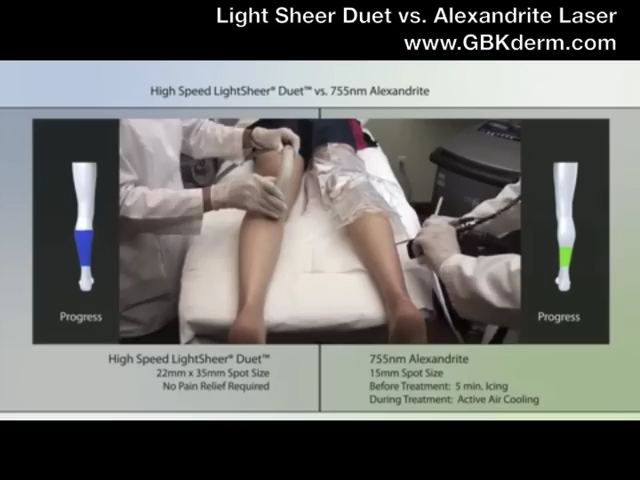 Light Sheer Duet vs. Alexandrite Laser
www.GBKderm.com
High Speed LightSheer® Duet™ vs. 755nm Alexandrite
Progress
Progress
High Speed LightSheer® Duet™
22mm x 35mm Spot Size
No Pain Relief Required
755nm Alexandrite
15mm Spot Size
Before Treatment: 5 min. Icing
During Treatment: Active Air Cooling